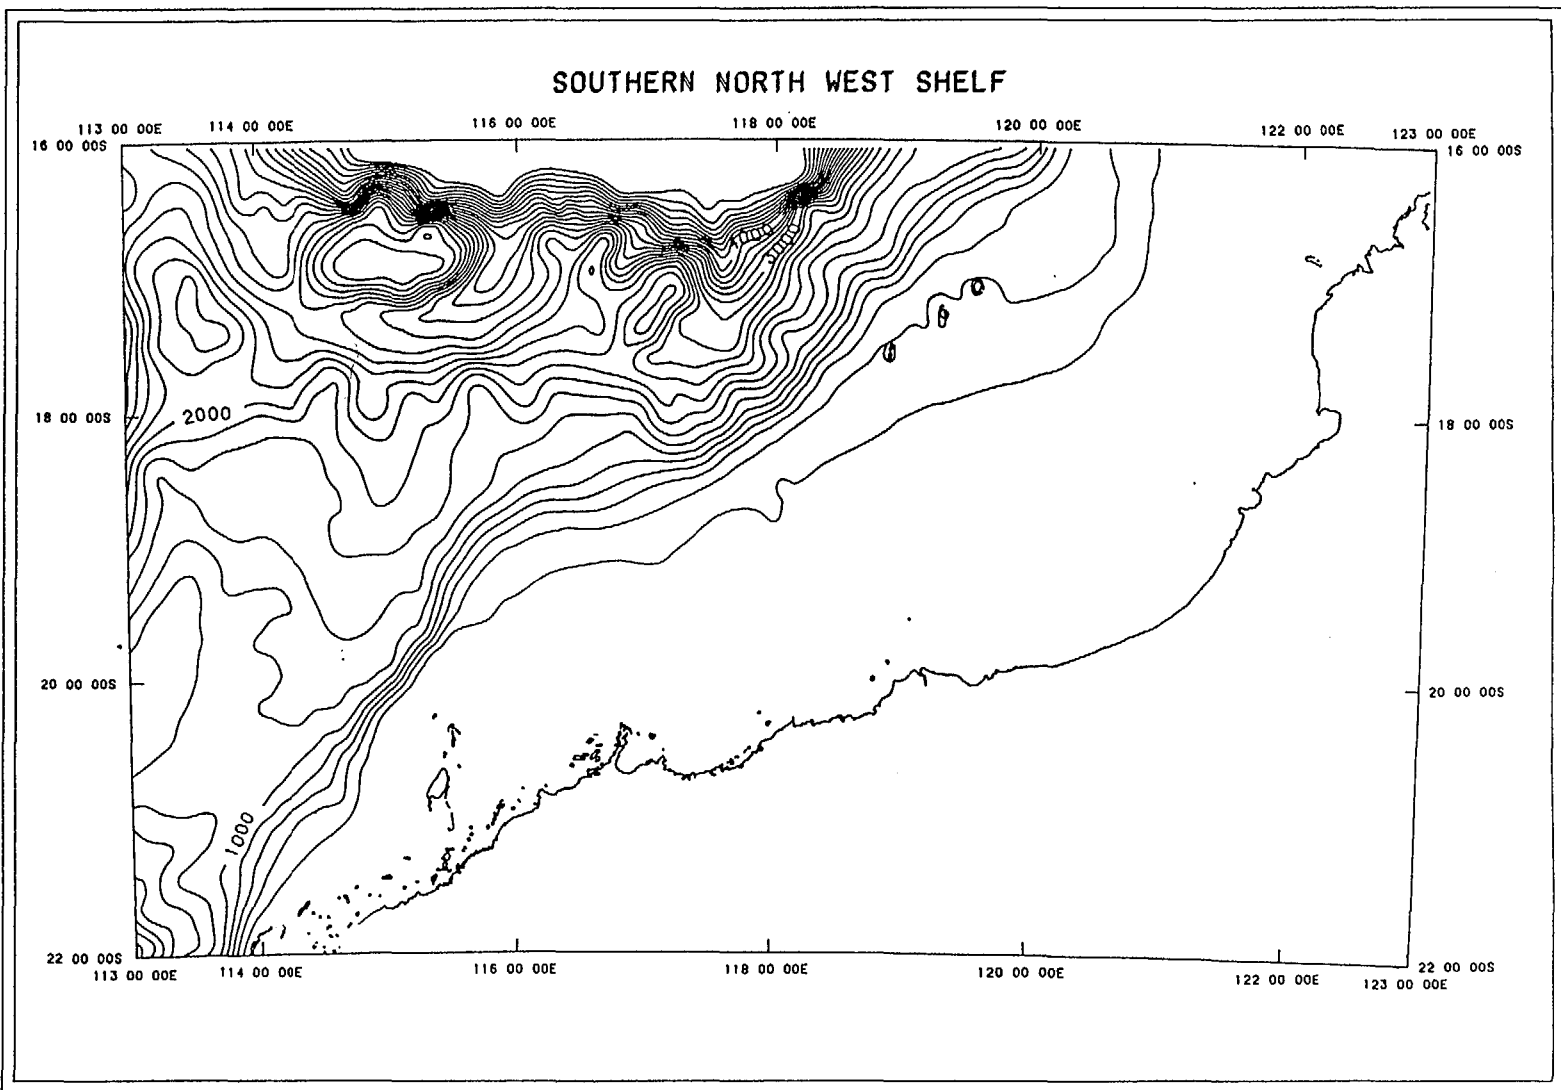 SOUTHERN NORTH WEST SHELF
113 00 00E 114 00 00E 116 00 00E 118 00 00E 120 00 00E 122 00 00E 123 00 00E
16 00 00S 16 00 00S
2000
18 00 00S 18 00 00S
20 00 00S 20 00 00S
1000
22 00 00S 22 00 00S
113 00 00E 114 00 00E 116 00 00E 118 00 00E 120 00 00E 122 00 00E 123 00 00E